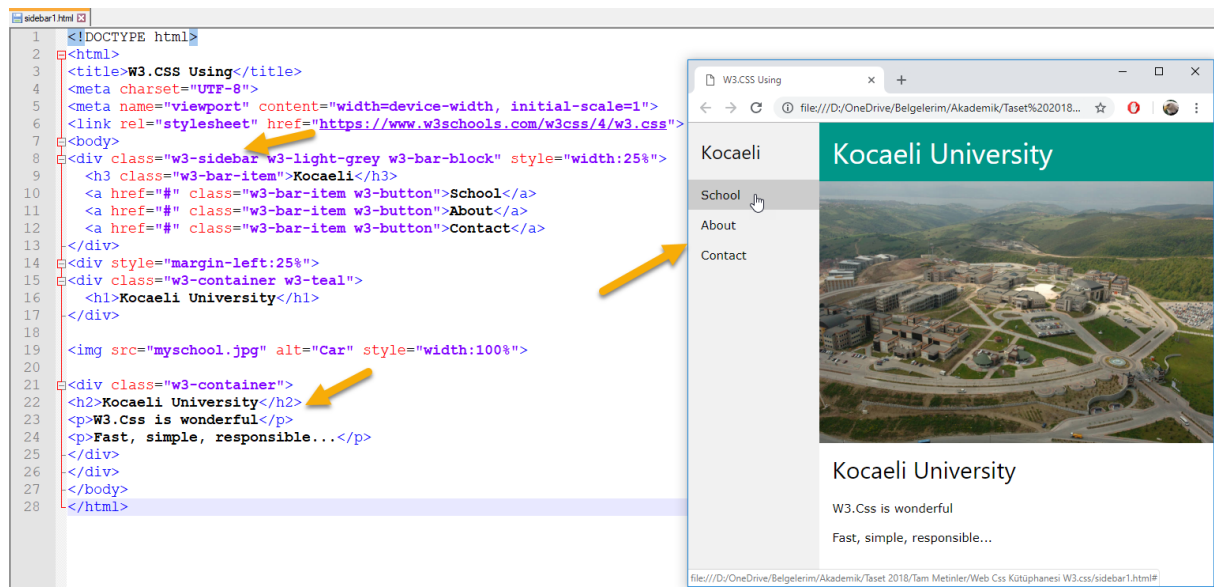 sidebar1.html
1 <!DOCTYPE html>
2 <html>
3 <title>W3.CSS Using</title>
4 <meta charset="UTF-8">
5 <meta name="viewport" content="width=device-width, initial-scale=1">
6 <link rel="stylesheet" href="https://www.w3schools.com/w3css/4/w3.css">
7 <body>
8 <div class="w3-sidebar w3-light-grey w3-bar-block" style="width:25%">
9 <h3 class="w3-bar-item">Kocaeli</h3>
10 <a href="#" class="w3-bar-item w3-button">School</a>
11 <a href="#" class="w3-bar-item w3-button">About</a>
12 <a href="#" class="w3-bar-item w3-button">Contact</a>
13 </div>
14 <div style="margin-left:25%">
15 <div class="w3-container w3-teal">
16 <h1>Kocaeli University</h1>
17 </div>
18
19 <img src="myschool.jpg" alt="Car" style="width:100%">
20
21 <div class="w3-container">
22 <h2>Kocaeli University</h2>
23 <p>W3.Css is wonderful</p>
24 <p>Fast, simple, responsible...</p>
25 </div>
26 </div>
27 </body>
28 </html>
W3.CSS Using
file:///D:/OneDrive/Belgelerim/Akademik/Taset%202018...
Kocaeli
School
About
Contact
Kocaeli University
Kocaeli University
W3.Css is wonderful
Fast, simple, responsible...
file:///D:/OneDrive/Belgelerim/Akademik/Taset 2018/Tam Metinler/Web Css Kütüphanesi W3.css/sidebar1.html#